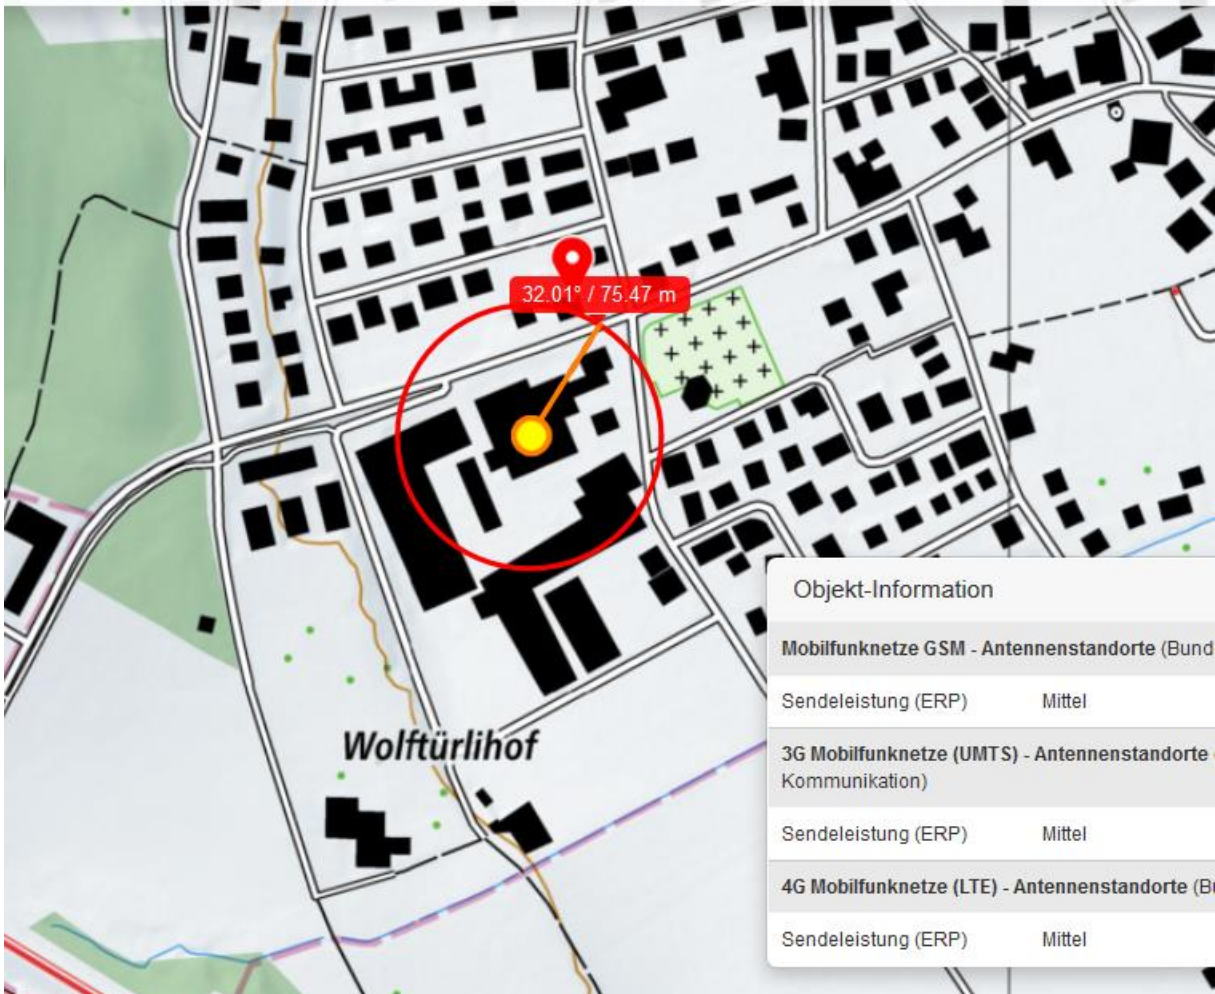 32.01° / 75.47 m
Objekt-Information
Mobilfunknetze GSM - Antennenstandorte (Bund
Sendeleistung (ERP) Mittel
3G Mobilfunknetze (UMTS) - Antennenstandorte
Kommunikation)
Sendeleistung (ERP) Mittel
4G Mobilfunknetze (LTE) - Antennenstandorte (Bu
Sendeleistung (ERP) Mittel
Wolftürlihof